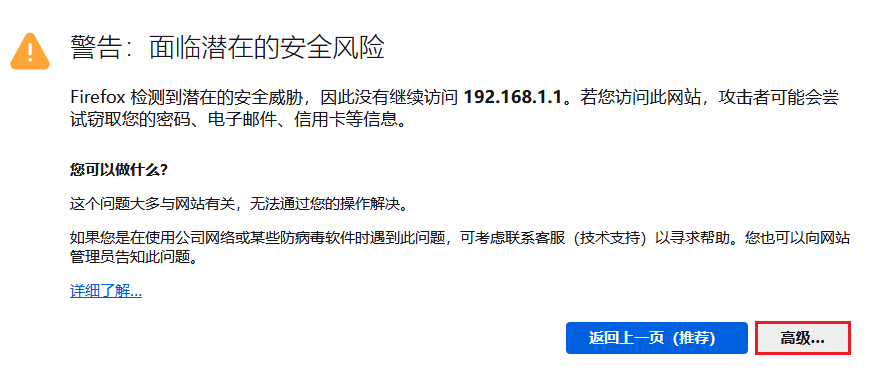 警告：面临潜在的安全风险
Firefox 检测到潜在的安全威胁，因此没有继续访问 192.168.1.1。若您访问此网站，攻击者可能会尝
试窃取您的密码、电子邮件、信用卡等信息。
您可以做什么？
这个问题大多与网站有关，无法通过您的操作解决。
如果您是在使用公司网络或某些防病毒软件时遇到此问题，可考虑联系客服（技术支持）以寻求帮助。您也可以向网站
管理员告知此问题。
详细了解...
返回上一页（推荐）
高级...